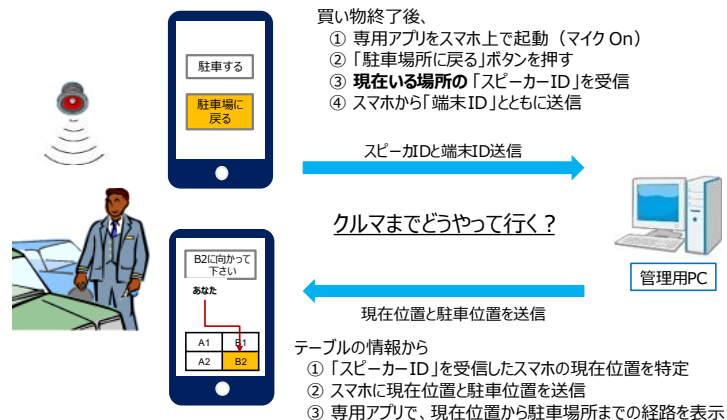 買い物終了後、
① 専用アプリをスマホ上で起動（マイク On）
② 「駐車場所に戻る」ボタンを押す
③ 現在いる場所の「スピーカーID」を受信
④ スマホから「端末ID」とともに送信
駐車する
駐車場に
戻る
スピーカIDと端末ID送信
クルマまでどうやって行く？
管理用PC
B2に向かって
下さい
あなた
A1 B1
A2 B2
現在位置と駐車位置を送信
テーブルの情報から
① 「スピーカーID」を受信したスマホの現在位置を特定
② スマホに現在位置と駐車位置を送信
③ 専用アプリで、現在位置から駐車場所までの経路を表示